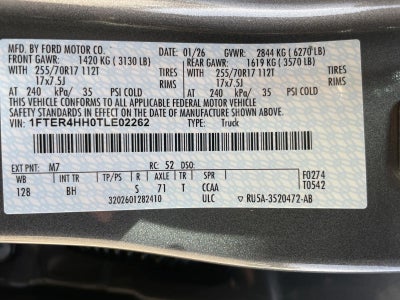 MFD. BY FORD MOTOR CO. 01/26 GVWR: 2844 KG ( 6270 LB)
FRONT GAWR: 1420 KG ( 3130 LB) REAR GAWR: 1619 KG ( 3570 LB)
WITH 255/70R17 112T TIRES WITH 255/70R17 112T TIRES
17x7.5J RIMS 17x7.5J RIMS
AT 240 kPa/ 35 PSI COLD AT 240 kPa/ 35 PSI COLD
THIS VEHICLE CONFORMS TO ALL APPLICABLE FEDERAL MOTOR VEHICLE
SAFETY STANDARDS IN EFFECT ON THE DATE OF MANUFACTURE SHOWN ABOVE.
VIN: 1FTER4HH0TLE02262 TYPE: Truck
EXT PNT: M7 RC: 52 DSO: F0274
WB INT TR TP/PS R AXLE TR SPR T0542
128 BH S 71 T CCAA
3202601282410 ULC ▽ RU5A-3520472-AB